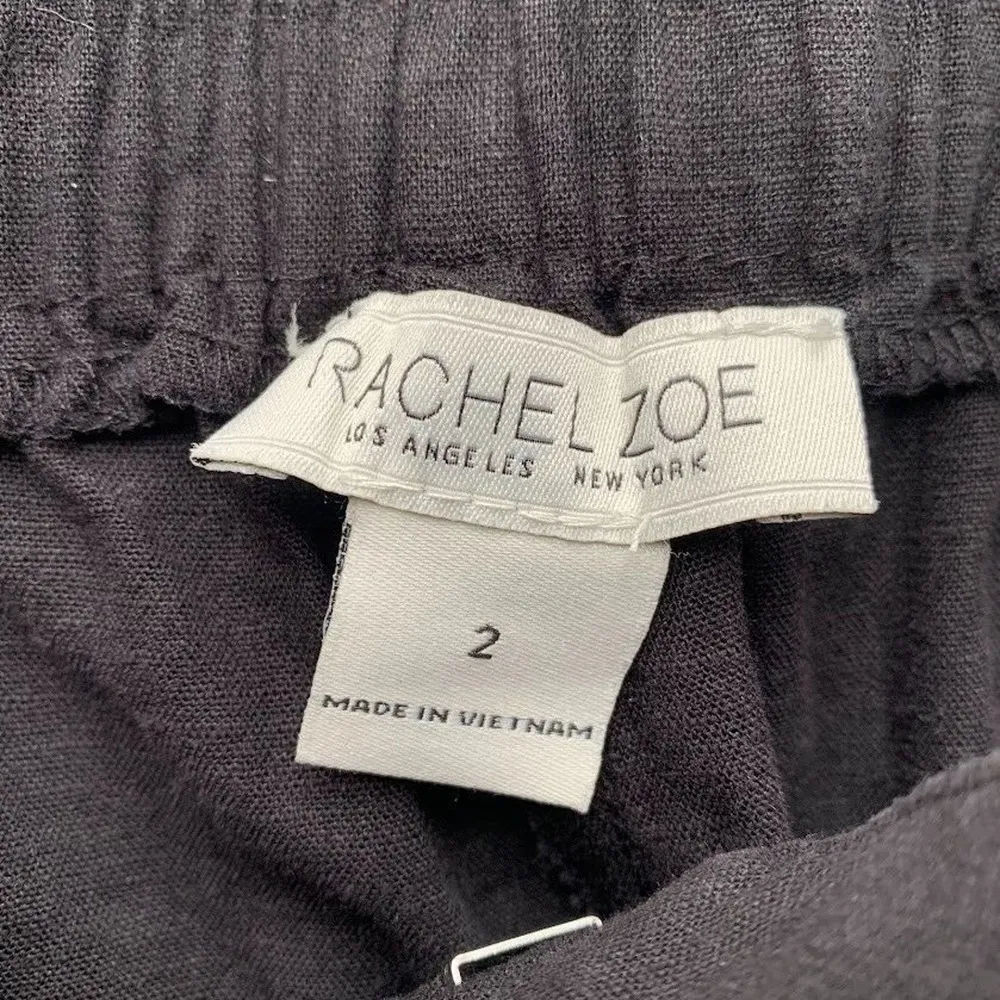 RACHEL ZOE
LOS ANGELES NEW YORK
2
MADE IN VIETNAM